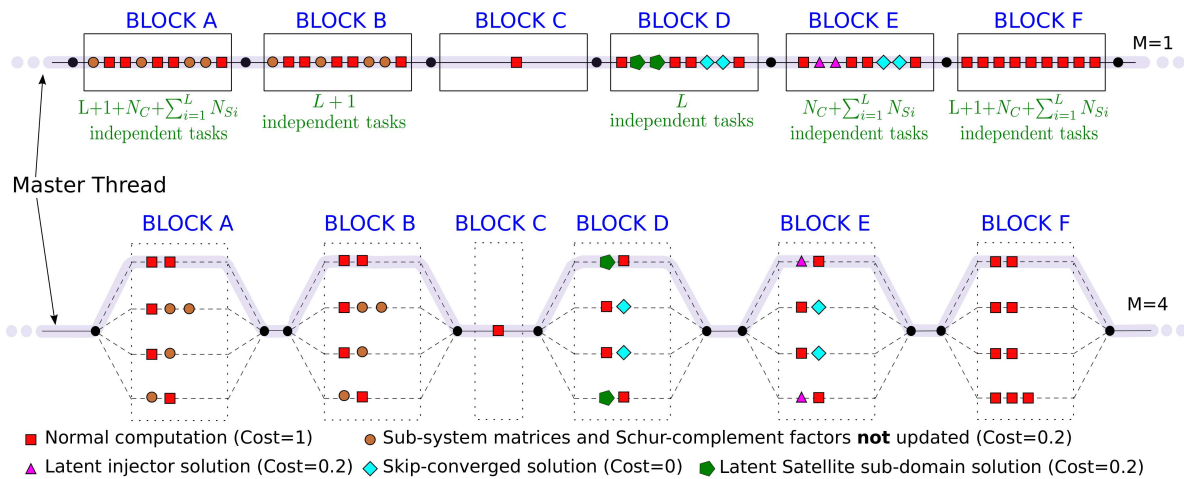 BLOCK A BLOCK B BLOCK C BLOCK D BLOCK E BLOCK F
M=1
L+1+N_C+∑_{i=1}^{L} N_{Si}
independent tasks
L + 1
independent tasks
L
independent tasks
N_C+∑_{i=1}^{L} N_{Si}
independent tasks
L+1+N_C+∑_{i=1}^{L} N_{Si}
independent tasks
Master Thread
BLOCK A BLOCK B BLOCK C BLOCK D BLOCK E BLOCK F
M=4
Normal computation (Cost=1) Sub-system matrices and Schur-complement factors not updated (Cost=0.2)
Latent injector solution (Cost=0.2) Skip-converged solution (Cost=0) Latent Satellite sub-domain solution (Cost=0.2)